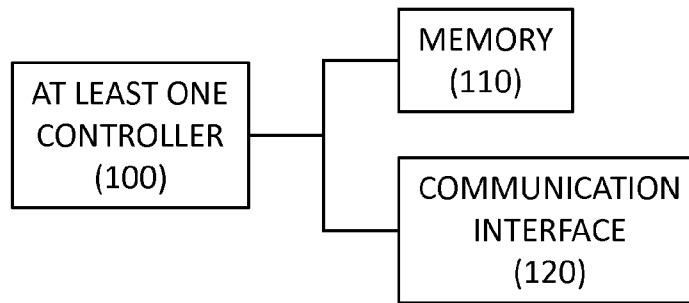 AT LEAST ONE
CONTROLLER
(100)
MEMORY
(110)
COMMUNICATION
INTERFACE
(120)